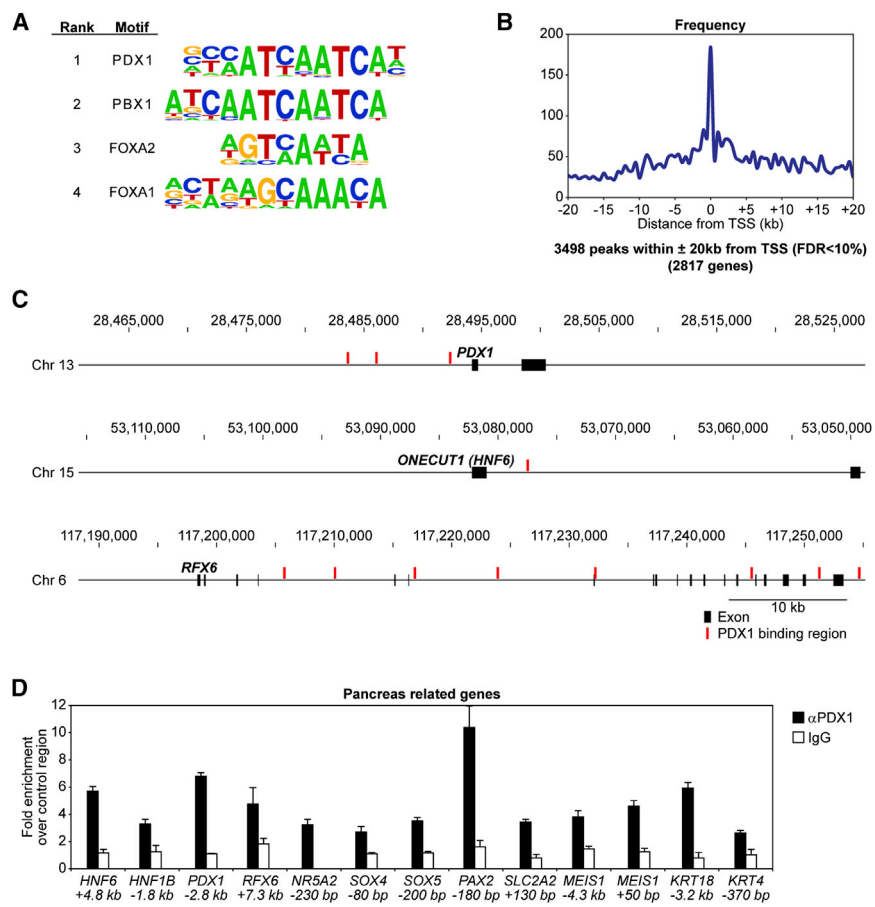 A
Rank Motif
1 PDX1
2 PBX1
3 FOXA2
4 FOXA1
B
Frequency
200
150
100
50
0
-20 -15 -10 -5 0 +5 +10 +15 +20
Distance from TSS (kb)
3498 peaks within ± 20kb from TSS (FDR<10%)
(2817 genes)
C
28,465,000 28,475,000 28,485,000 28,495,000 28,505,000 28,515,000 28,525,000
PDX1
Chr 13
53,110,000 53,100,000 53,090,000 53,080,000 53,070,000 53,060,000 53,050,000
ONECUT1 (HNF6)
Chr 15
117,190,000 117,200,000 117,210,000 117,220,000 117,230,000 117,240,000 117,250,000
RFX6
Chr 6
10 kb
Exon
PDX1 binding region
D
Pancreas related genes
Fold enrichment
over control region
12
10
8
6
4
2
0
αPDX1
IgG
HNF6 HNF1B PDX1 RFX6 NR5A2 SOX4 SOX5 PAX2 SLC2A2 MEIS1 MEIS1 KRT18 KRT4
+4.8 kb -1.8 kb -2.8 kb +7.3 kb -230 bp -80 bp -200 bp -180 bp +130 bp -4.3 kb +50 bp -3.2 kb -370 bp